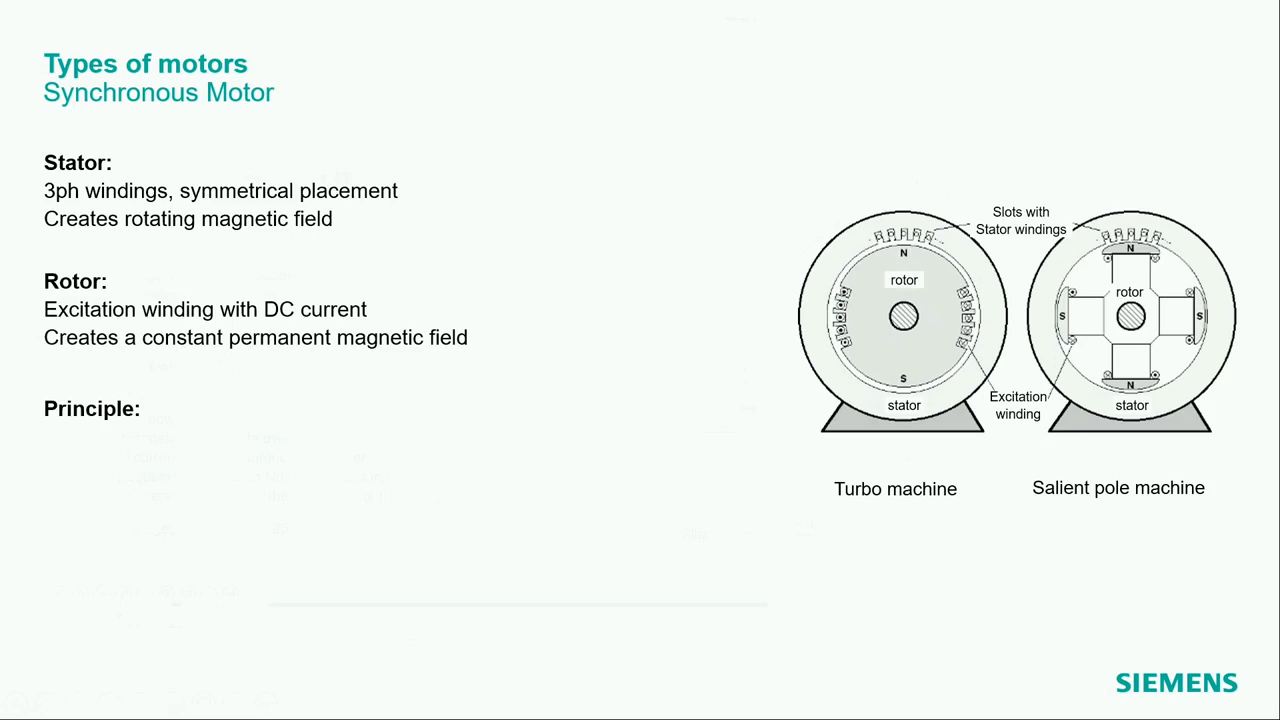 Types of motors
Synchronous Motor
Stator:
3ph windings, symmetrical placement
Creates rotating magnetic field
Rotor:
Excitation winding with DC current
Creates a constant permanent magnetic field
Principle:
Slots with
Stator windings
N
rotor
S
stator
N
rotor
S
S
N
stator
Excitation
winding
Turbo machine
Salient pole machine
SIEMENS